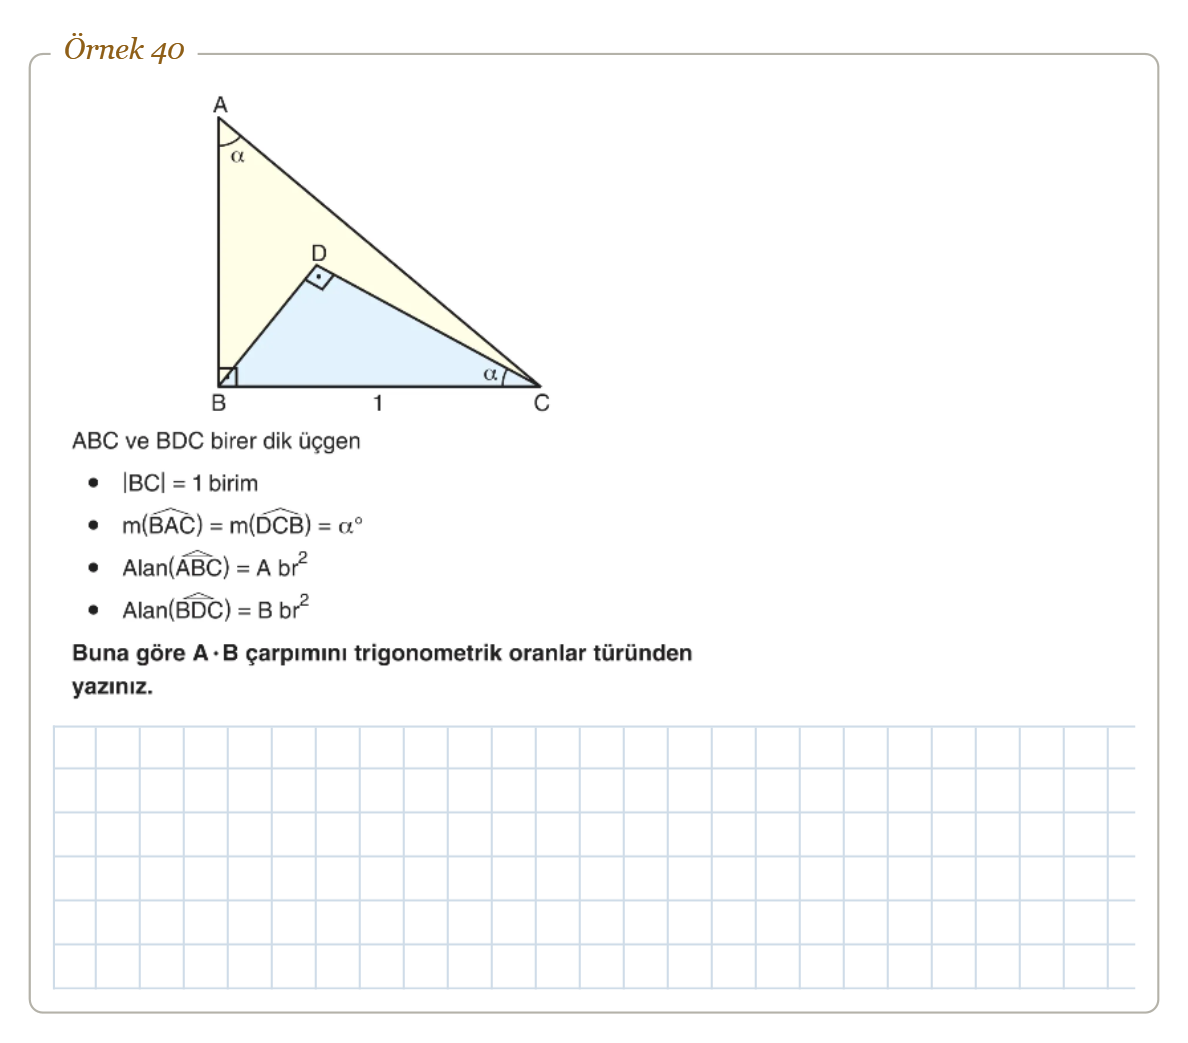 Örnek 40
A
α
D
α
B
1
C
ABC ve BDC birer dik üçgen
• |BC| = 1 birim
• m(BAC) = m(DCB) = α°
• Alan(ABC) = A br²
• Alan(BDC) = B br²
Buna göre A · B çarpımını trigonometrik oranlar türünden
yazınız.